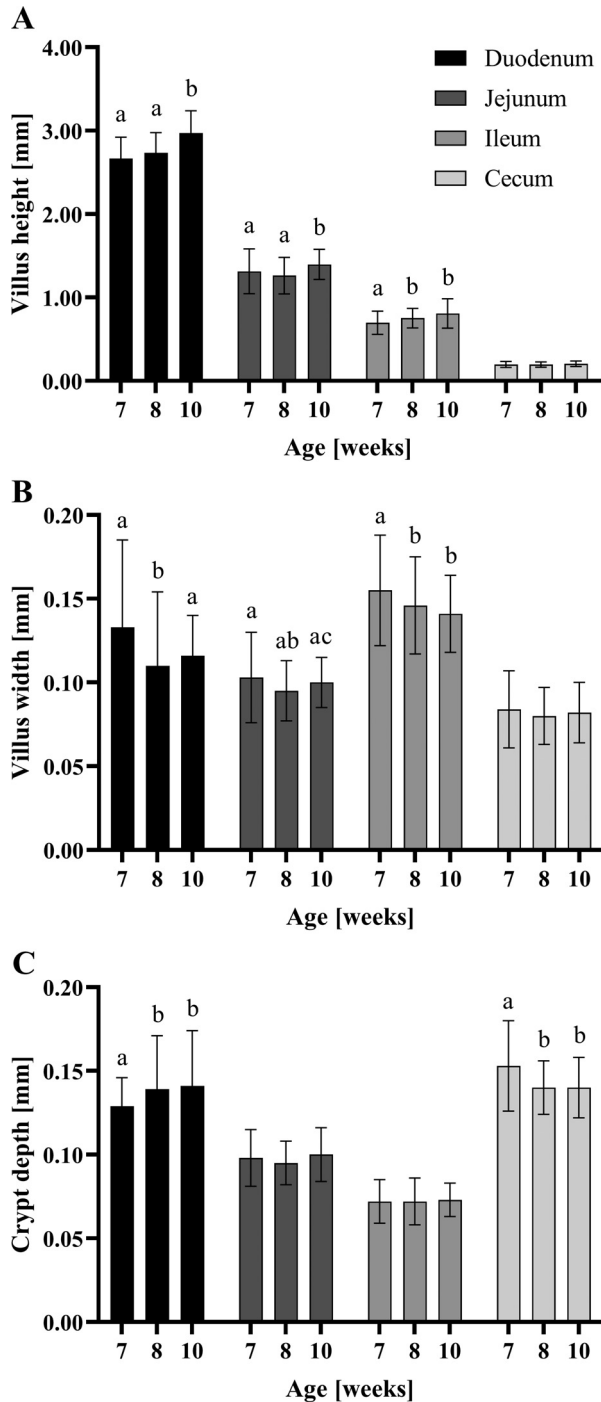 A
4.00
3.00
2.00
1.00
0.00
Villus height [mm]
Duodenum
Jejunum
Ileum
Cecum
a a b
a a b
a b b
7 8 10 7 8 10 7 8 10 7 8 10
Age [weeks]
B
0.20
0.15
0.10
0.05
0.00
Villus width [mm]
a b a
a ab ac
a b b
7 8 10 7 8 10 7 8 10 7 8 10
Age [weeks]
C
0.20
0.15
0.10
0.05
0.00
Crypt depth [mm]
a b b
a b b
7 8 10 7 8 10 7 8 10 7 8 10
Age [weeks]